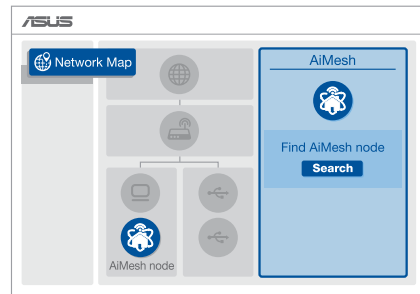 ASUS
Network Map
AiMesh
Find AiMesh node
Search
AiMesh node